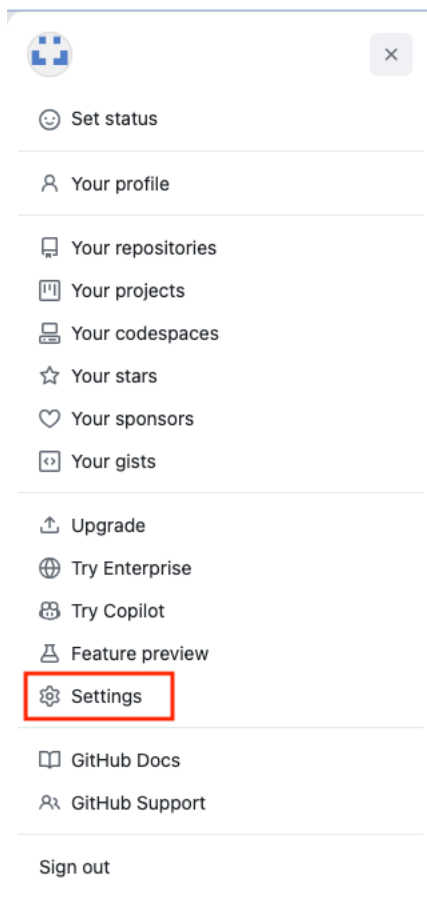 Set status
Your profile
Your repositories
Your projects
Your codespaces
Your stars
Your sponsors
Your gists
Upgrade
Try Enterprise
Try Copilot
Feature preview
Settings
GitHub Docs
GitHub Support
Sign out